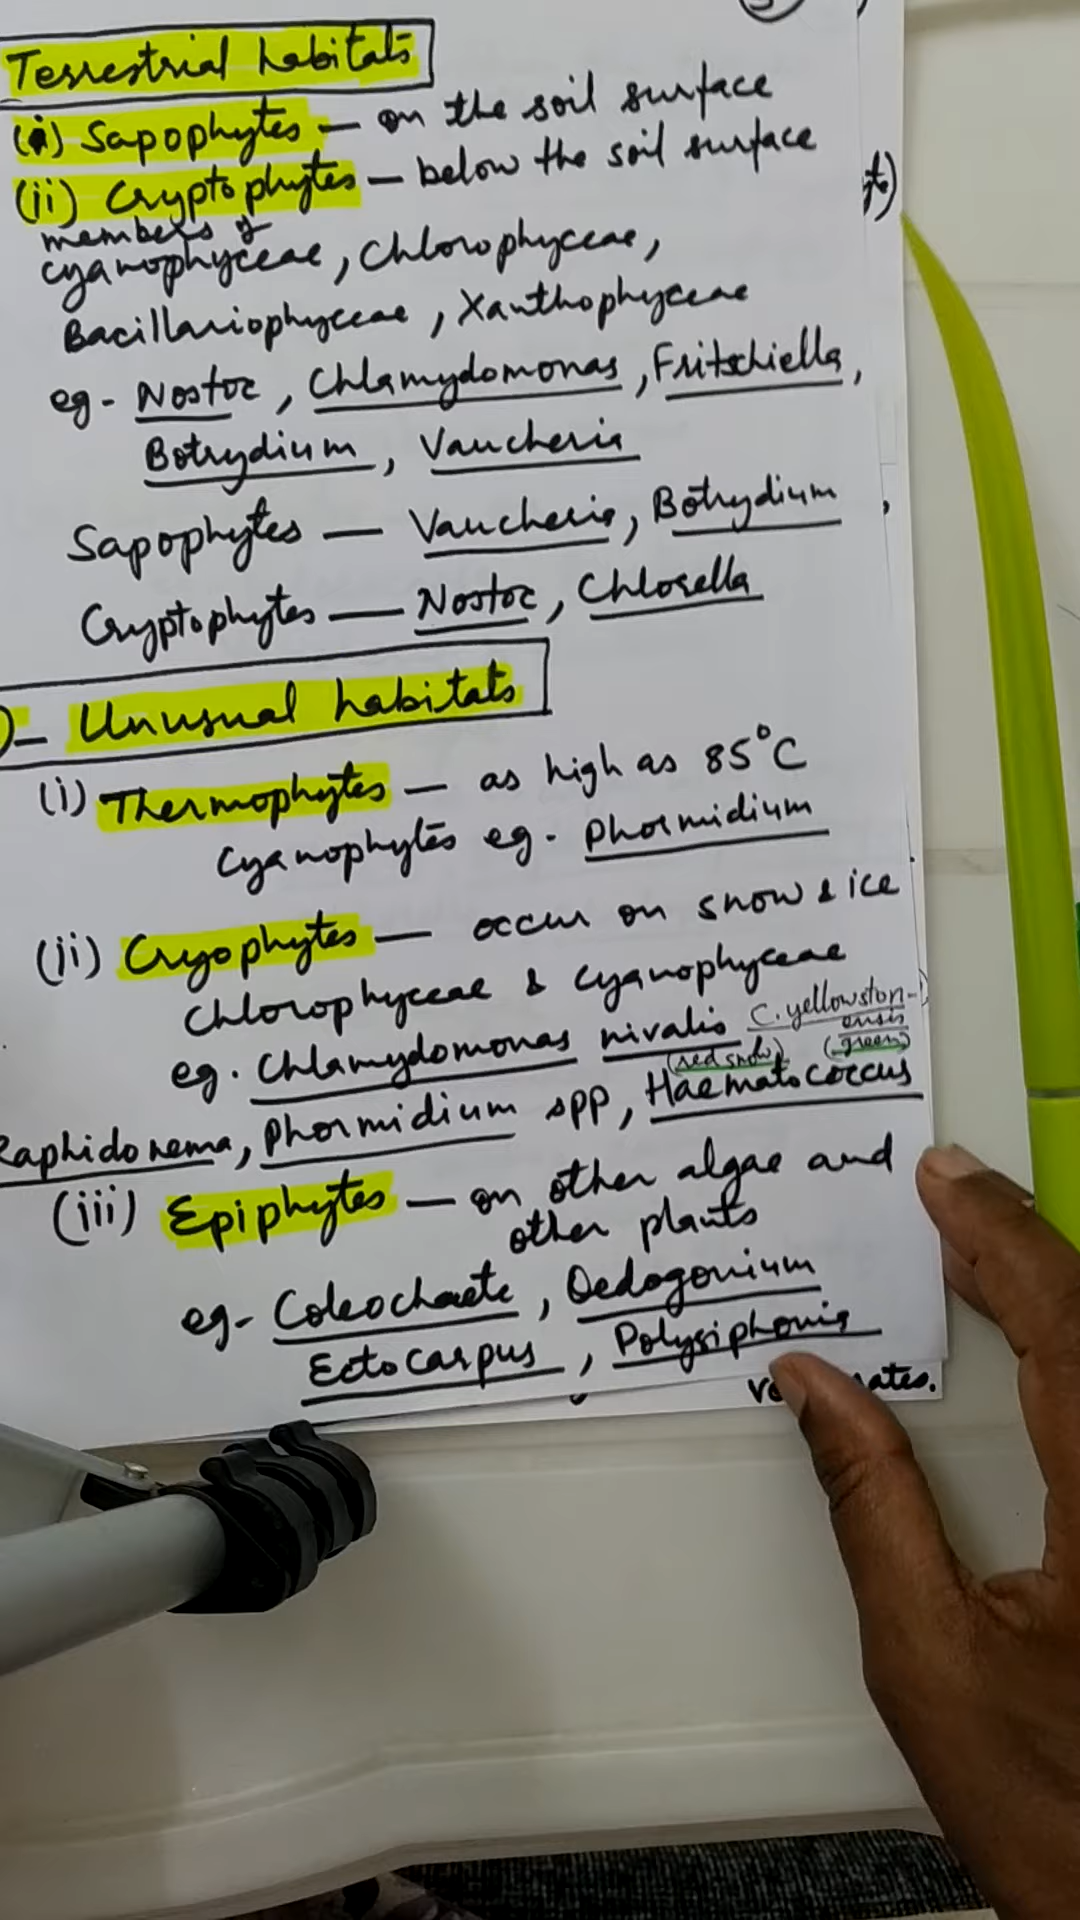 Terrestrial habitats
(i) Sapophytes — on the soil surface
(ii) Cryptophytes — below the soil surface
members of
cyanophyceae, Chlorophyceae,
Bacillariophyceae, Xanthophyceae
eg- Nostoc, Chlamydomonas, Fritschiella,
Botrydium, Vaucheria
Sapophytes — Vaucheria, Botrydium,
Cryptophytes — Nostoc, Chlorella
- Unusual habitats
(i) Thermophytes — as high as 85°C
Cyanophytes eg- Phormidium
(ii) Cryophytes — occur on snow & ice
Chlorophyceae & cyanophyceae
eg. Chlamydomonas nivalis C. yellowston-
ensis
(red snow) (green)
Raphidonema, Phormidium spp, Haematococcus
(iii) Epiphytes — on other algae and
other plants
eg- Coleochaete, Oedogonium
Ectocarpus, Polysiphonia